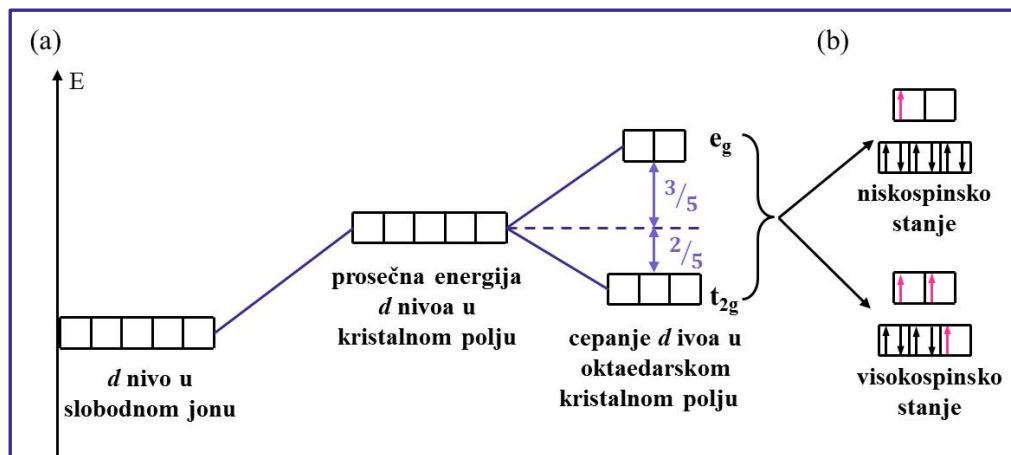 (a)
(b)
E
e_g
3/5
2/5
t_2g
niskospinsko
stanje
prosečna energija
d nivoa u
kristalnom polju
d nivo u
slobodnom jonu
cepanje d ivoa u
oktaedarskom
kristalnom polju
visokospinsko
stanje